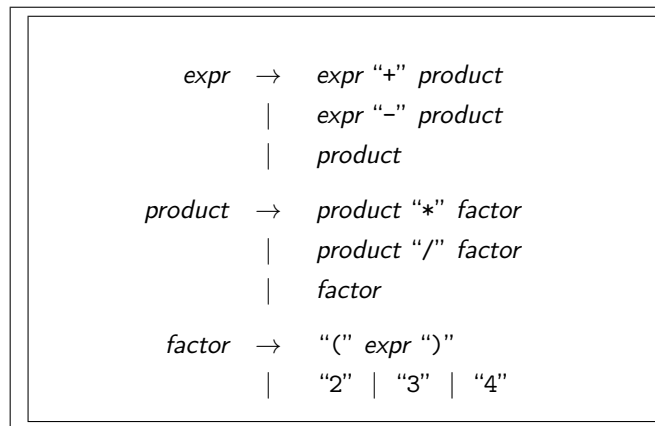 expr → expr “+” product
| expr “-” product
| product
product → product “*” factor
| product “/” factor
| factor
factor → “(” expr “)”
| “2” | “3” | “4”